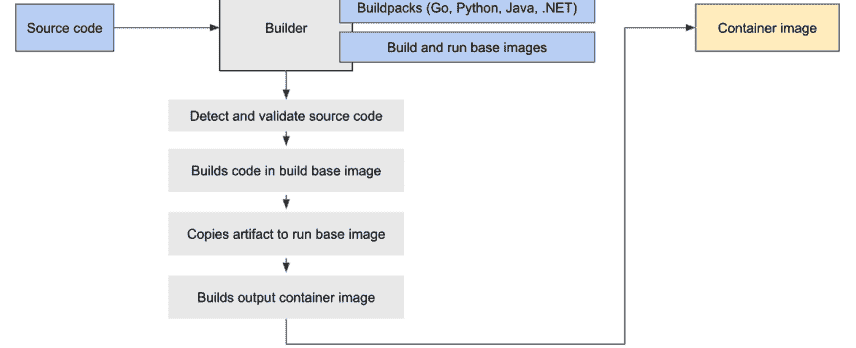 Source code
Builder
Buildpacks (Go, Python, Java, .NET)
Build and run base images
Container image
Detect and validate source code
Builds code in build base image
Copies artifact to run base image
Builds output container image